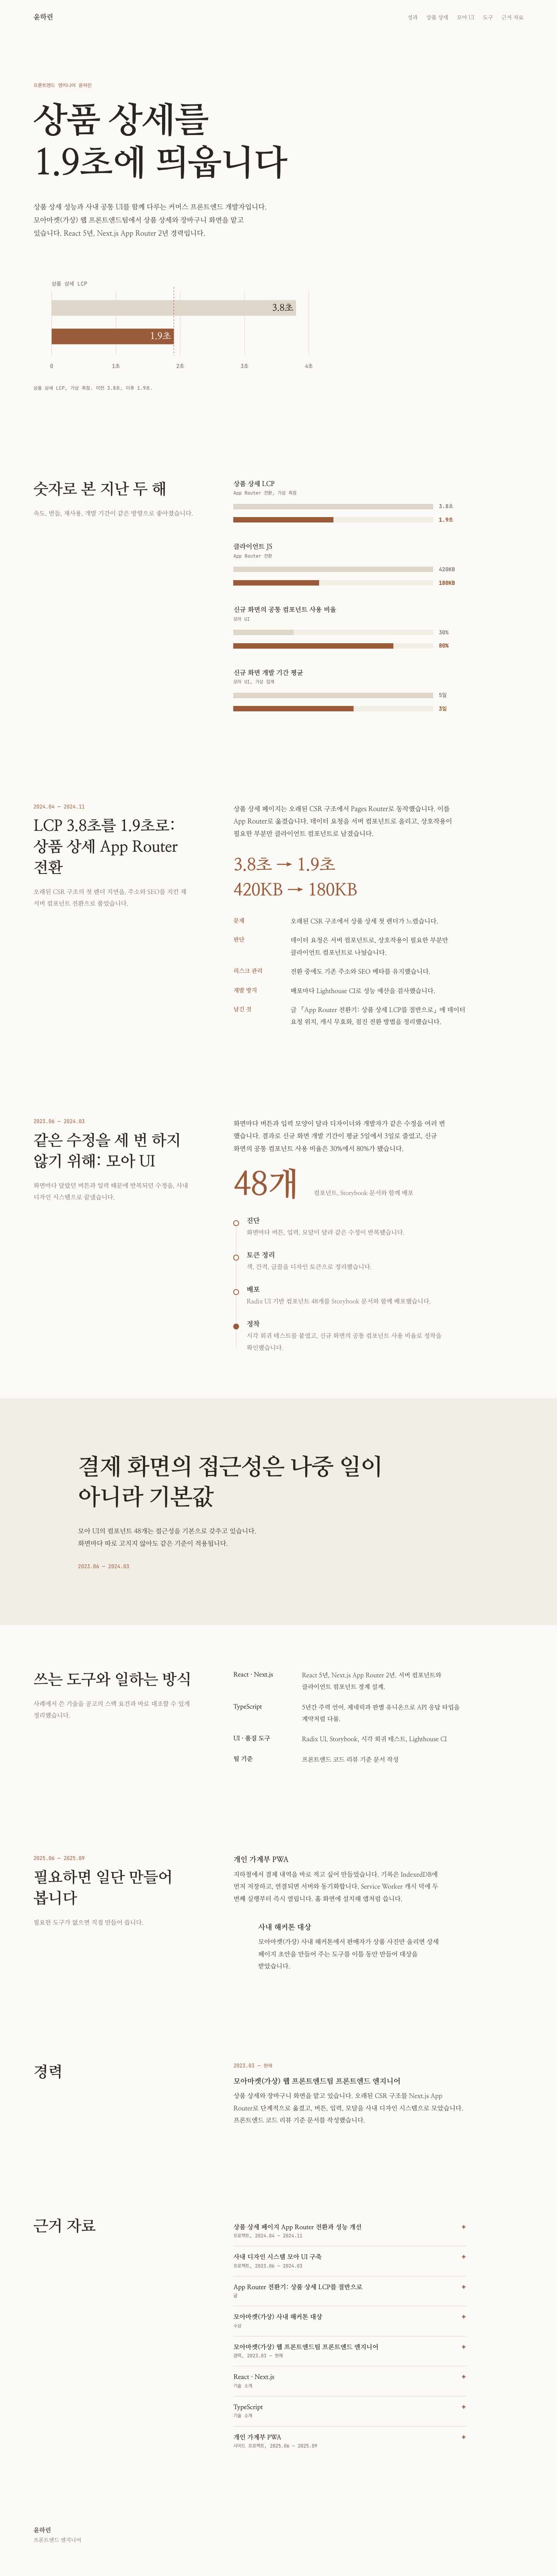 윤하린
성과 상품 상세 모아 UI 도구 근거 자료
프론트엔드 엔지니어 윤하린
상품 상세를
1.9초에 띄웁니다
상품 상세 성능과 사내 공통 UI를 함께 다루는 커머스 프론트엔드 개발자입니다.
모아마켓(가상) 웹 프론트엔드팀에서 상품 상세와 장바구니 화면을 맡고
있습니다. React 5년, Next.js App Router 2년 경력입니다.
상품 상세 LCP
3.8초
1.9초
0 1초 2초 3초 4초
상품 상세 LCP, 가상 측정. 이전 3.8초, 이후 1.9초.
숫자로 본 지난 두 해
속도, 번들, 재사용, 개발 기간이 같은 방향으로 좋아졌습니다.
상품 상세 LCP
App Router 전환, 가상 측정
3.8초
1.9초
클라이언트 JS
App Router 전환
420KB
180KB
신규 화면의 공통 컴포넌트 사용 비율
모아 UI
30%
80%
신규 화면 개발 기간 평균
모아 UI, 가상 집계
5일
3일
2024.04 — 2024.11
LCP 3.8초를 1.9초로:
상품 상세 App Router
전환
오래된 CSR 구조의 첫 렌더 지연을, 주소와 SEO를 지킨 채
서버 컴포넌트 전환으로 풀었습니다.
상품 상세 페이지는 오래된 CSR 구조에서 Pages Router로 동작했습니다. 이를
App Router로 옮겼습니다. 데이터 요청을 서버 컴포넌트로 올리고, 상호작용이
필요한 부분만 클라이언트 컴포넌트로 남겼습니다.
3.8초 → 1.9초
420KB → 180KB
문제 오래된 CSR 구조에서 상품 상세 첫 렌더가 느렸습니다.
판단 데이터 요청은 서버 컴포넌트로, 상호작용이 필요한 부분만
클라이언트 컴포넌트로 나눴습니다.
리스크 관리 전환 중에도 기존 주소와 SEO 메타를 유지했습니다.
재발 방지 배포마다 Lighthouse CI로 성능 예산을 검사했습니다.
남긴 것 글 「App Router 전환기: 상품 상세 LCP를 절반으로」에 데이터
요청 위치, 캐시 무효화, 점진 전환 방법을 정리했습니다.
2023.06 — 2024.03
같은 수정을 세 번 하지
않기 위해: 모아 UI
화면마다 달랐던 버튼과 입력 때문에 반복되던 수정을, 사내
디자인 시스템으로 끝냈습니다.
화면마다 버튼과 입력 모양이 달라 디자이너와 개발자가 같은 수정을 여러 번
했습니다. 결과로 신규 화면 개발 기간이 평균 5일에서 3일로 줄었고, 신규
화면의 공통 컴포넌트 사용 비율은 30%에서 80%가 됐습니다.
48개 컴포넌트, Storybook 문서와 함께 배포
진단
화면마다 버튼, 입력, 모달이 달라 같은 수정이 반복됐습니다.
토큰 정리
색, 간격, 글꼴을 디자인 토큰으로 정리했습니다.
배포
Radix UI 기반 컴포넌트 48개를 Storybook 문서와 함께 배포했습니다.
정착
시각 회귀 테스트를 붙였고, 신규 화면의 공통 컴포넌트 사용 비율로 정착을
확인했습니다.
결제 화면의 접근성은 나중 일이
아니라 기본값
모아 UI의 컴포넌트 48개는 접근성을 기본으로 갖추고 있습니다.
화면마다 따로 고치지 않아도 같은 기준이 적용됩니다.
2023.06 — 2024.03
쓰는 도구와 일하는 방식
사례에서 쓴 기술을 공고의 스택 요건과 바로 대조할 수 있게
정리했습니다.
React · Next.js React 5년, Next.js App Router 2년. 서버 컴포넌트와
클라이언트 컴포넌트 경계 설계.
TypeScript 5년간 주력 언어. 제네릭과 판별 유니온으로 API 응답 타입을
계약처럼 다룸.
UI · 품질 도구 Radix UI, Storybook, 시각 회귀 테스트, Lighthouse CI
팀 기준 프론트엔드 코드 리뷰 기준 문서 작성
2025.06 — 2025.09
필요하면 일단 만들어
봅니다
필요한 도구가 없으면 직접 만들어 씁니다.
개인 가계부 PWA
지하철에서 결제 내역을 바로 적고 싶어 만들었습니다. 기록은 IndexedDB에
먼저 저장하고, 연결되면 서버와 동기화합니다. Service Worker 캐시 덕에 두
번째 실행부터 즉시 열립니다. 홈 화면에 설치해 앱처럼 씁니다.
사내 해커톤 대상
모아마켓(가상) 사내 해커톤에서 판매자가 상품 사진만 올리면 상세
페이지 초안을 만들어 주는 도구를 이틀 동안 만들어 대상을
받았습니다.
경력
2023.03 — 현재
모아마켓(가상) 웹 프론트엔드팀 프론트엔드 엔지니어
상품 상세와 장바구니 화면을 맡고 있습니다. 오래된 CSR 구조를 Next.js App
Router로 단계적으로 옮겼고, 버튼, 입력, 모달을 사내 디자인 시스템으로 모았습니다.
프론트엔드 코드 리뷰 기준 문서를 작성했습니다.
근거 자료
상품 상세 페이지 App Router 전환과 성능 개선 +
프로젝트, 2024.04 — 2024.11
사내 디자인 시스템 모아 UI 구축 +
프로젝트, 2023.06 — 2024.03
App Router 전환기: 상품 상세 LCP를 절반으로 +
글
모아마켓(가상) 사내 해커톤 대상 +
수상
모아마켓(가상) 웹 프론트엔드팀 프론트엔드 엔지니어 +
경력, 2023.03 — 현재
React · Next.js +
기술 소개
TypeScript +
기술 소개
개인 가계부 PWA +
사이드 프로젝트, 2025.06 — 2025.09
윤하린
프론트엔드 엔지니어